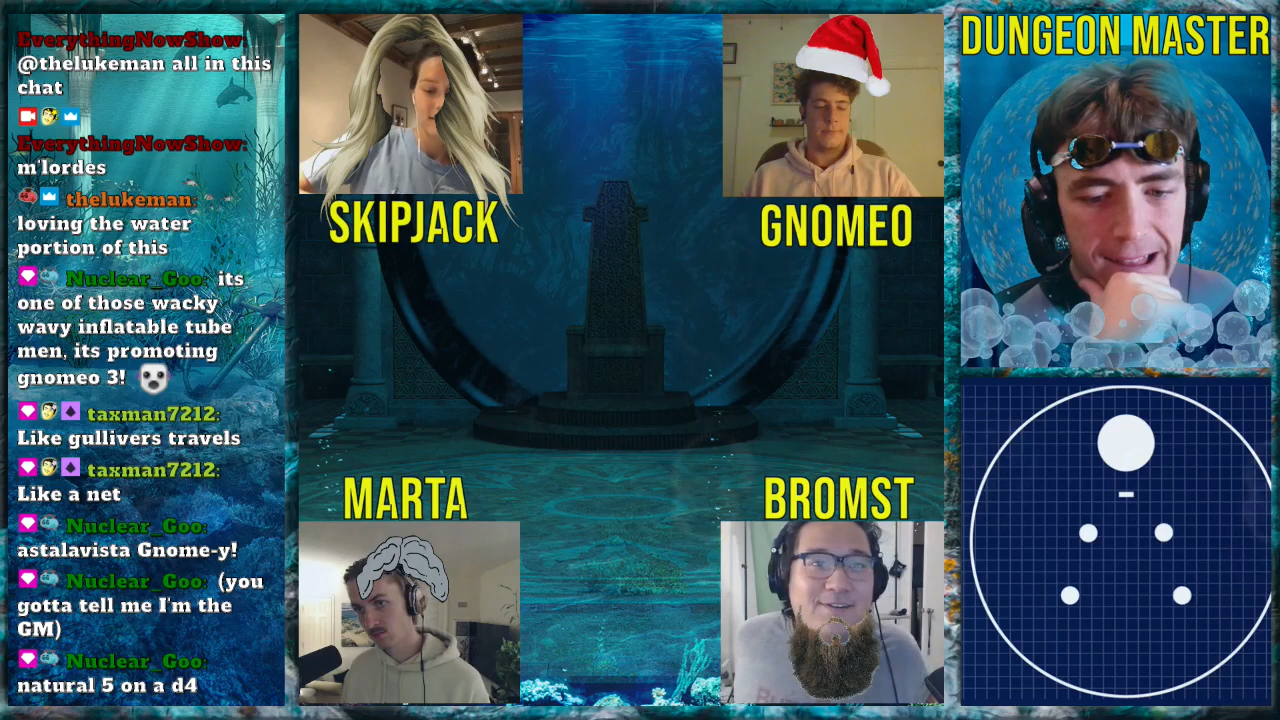 EverythingNowShow:
@thelukeman all in this
chat
EverythingNowShow:
m'lordes
thelukeman:
loving the water
portion of this
Nuclear_Goo: its
one of those wacky
wavy inflatable tube
men, its promoting
gnomeo 3!
taxman7212:
Like gullivers travels
taxman7212:
Like a net
Nuclear_Goo:
astalavista Gnome-y!
Nuclear_Goo: (you
gotta tell me I'm the
GM)
Nuclear_Goo:
natural 5 on a d4
SKIPJACK
GNOMEO
MARTA
BROMST
DUNGEON MASTER